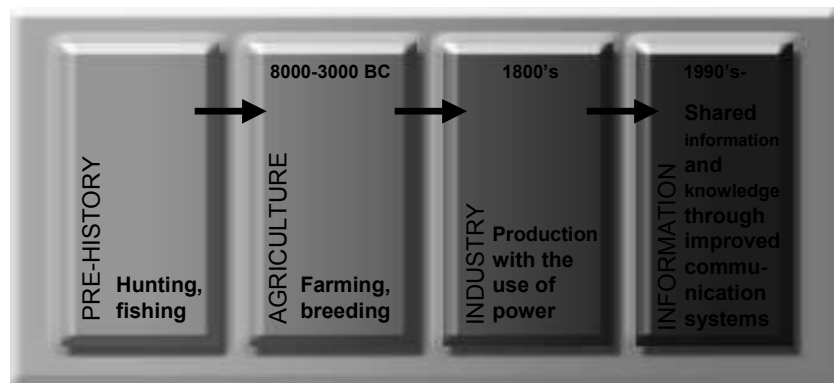 PRE-HISTORY
Hunting,
fishing
8000-3000 BC
AGRICULTURE
Farming,
breeding
1800's
INDUSTRY
Production
with the
use of
power
1990's-
INFORMATION
Shared
information
and
knowledge
through
improved
commu-
nication
systems